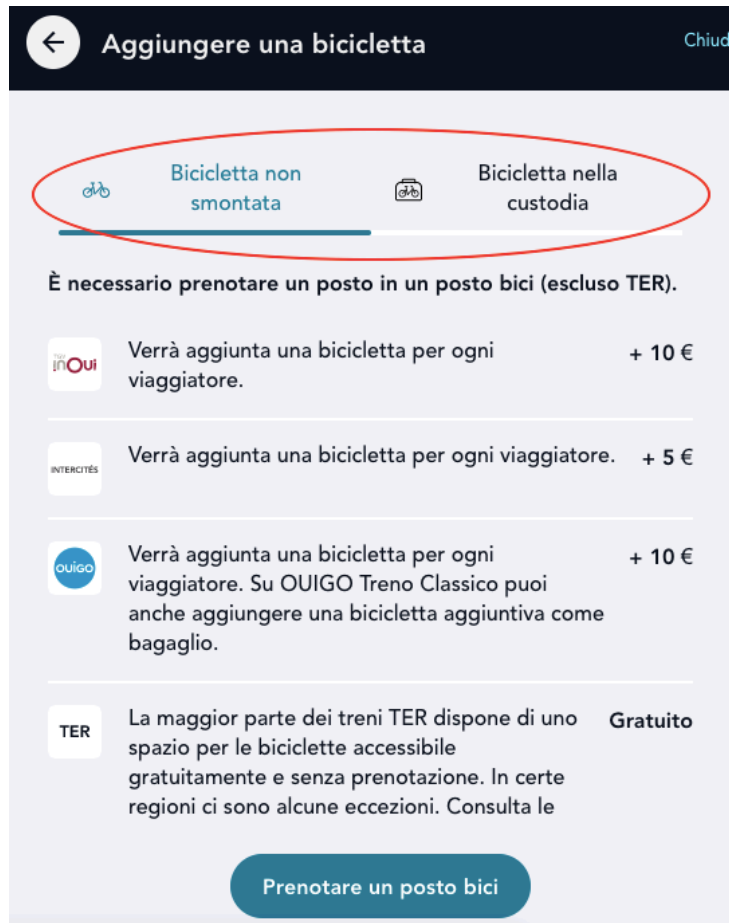 Aggiungere una bicicletta
Chiud
Bicicletta non
smontata
Bicicletta nella
custodia
È necessario prenotare un posto in un posto bici (escluso TER).
inOui
Verrà aggiunta una bicicletta per ogni
viaggiatore.
+ 10 €
INTERCITÉS
Verrà aggiunta una bicicletta per ogni viaggiatore.
+ 5 €
ouigo
Verrà aggiunta una bicicletta per ogni
viaggiatore. Su OUIGO Treno Classico puoi
anche aggiungere una bicicletta aggiuntiva come
bagaglio.
+ 10 €
TER
La maggior parte dei treni TER dispone di uno
spazio per le biciclette accessibile
gratuitamente e senza prenotazione. In certe
regioni ci sono alcune eccezioni. Consulta le
Gratuito
Prenotare un posto bici